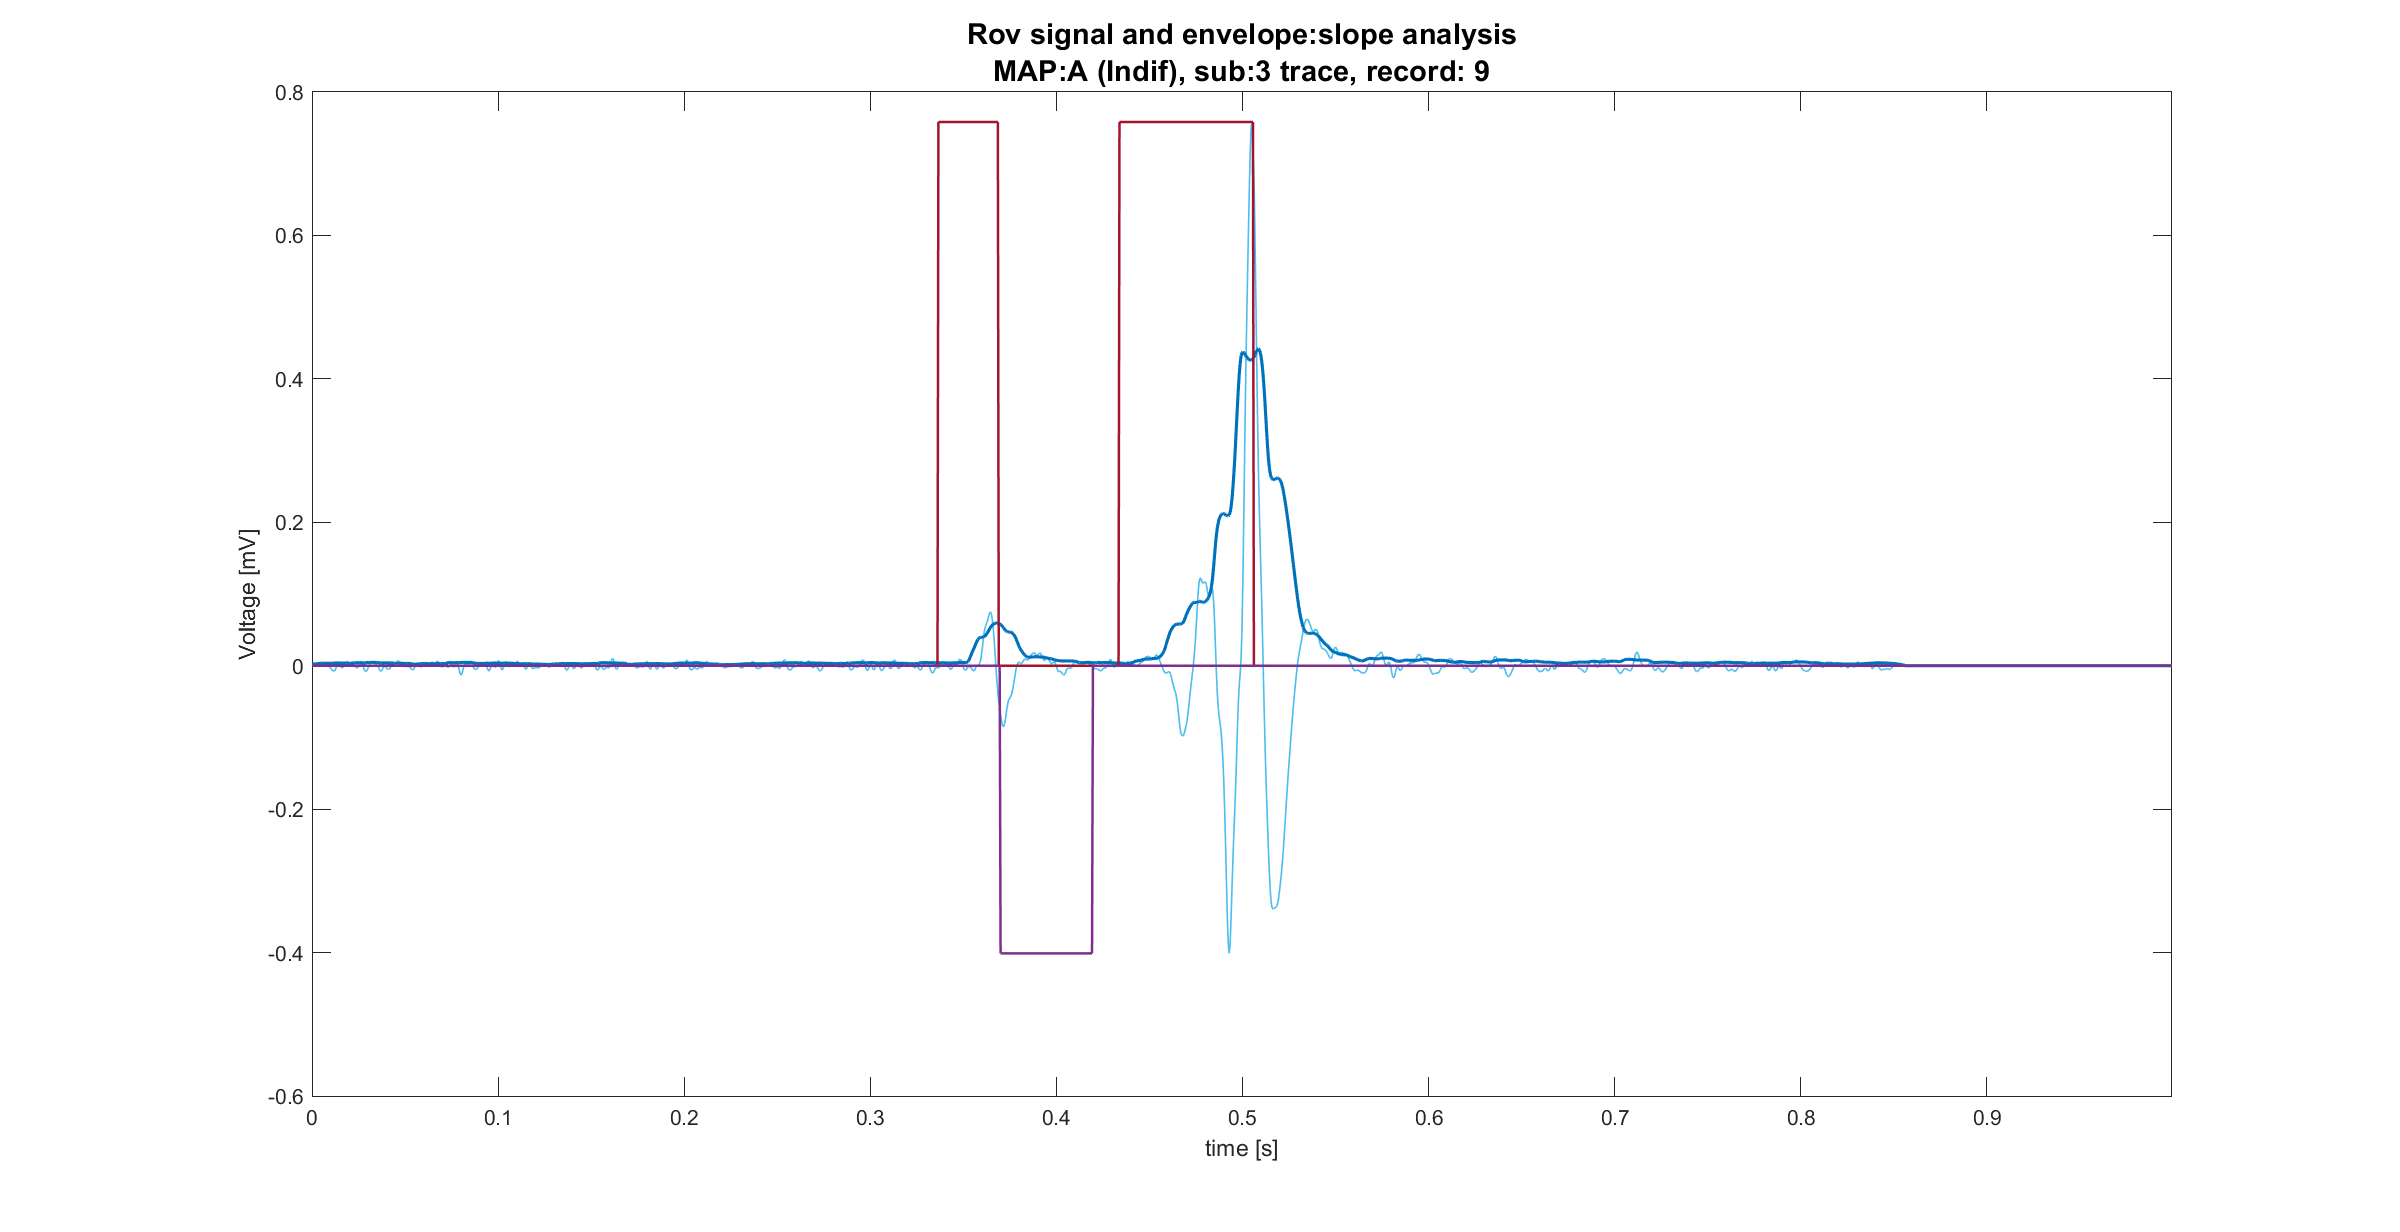 Rov signal and envelope:slope analysis
MAP:A (Indif), sub:3 trace, record: 9
0.8
0.6
0.4
0.2
0
-0.2
-0.4
-0.6
Voltage [mV]
0 0.1 0.2 0.3 0.4 0.5 0.6 0.7 0.8 0.9
time [s]